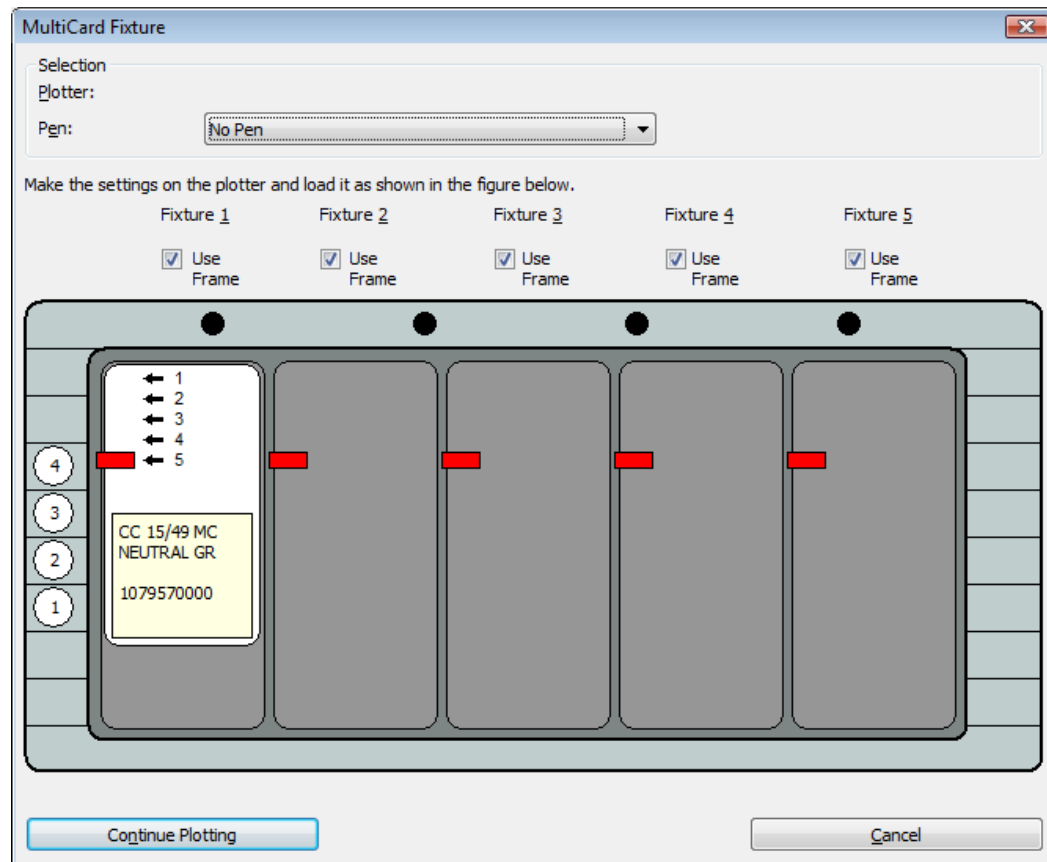 MultiCard Fixture
Selection
Plotter:
Pen:
No Pen
Make the settings on the plotter and load it as shown in the figure below.
Fixture 1
Fixture 2
Fixture 3
Fixture 4
Fixture 5
Use Frame
Use Frame
Use Frame
Use Frame
Use Frame
1
2
3
4
5
4
3
2
1
CC 15/49 MC
NEUTRAL GR
1079570000
Continue Plotting
Cancel